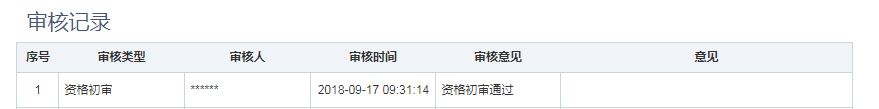 审核记录
序号 审核类型 审核人 审核时间 审核意见 意见
1 资格初审 ****** 2018-09-17 09:31:14 资格初审通过